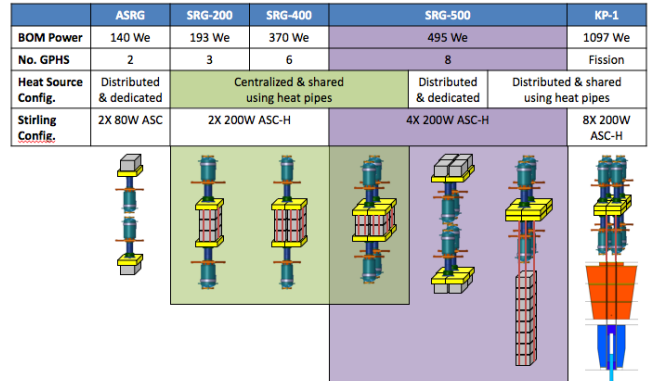 ASRG SRG-200 SRG-400 SRG-500 KP-1
BOM Power 140 We 193 We 370 We 495 We 1097 We
No. GPHS 2 3 6 8 Fission
Heat Source Distributed Centralized & shared Distributed Distributed & shared
Config. & dedicated using heat pipes & dedicated using heat pipes
Stirling 2X 80W ASC 2X 200W ASC-H 4X 200W ASC-H 8X 200W
Config. ASC-H